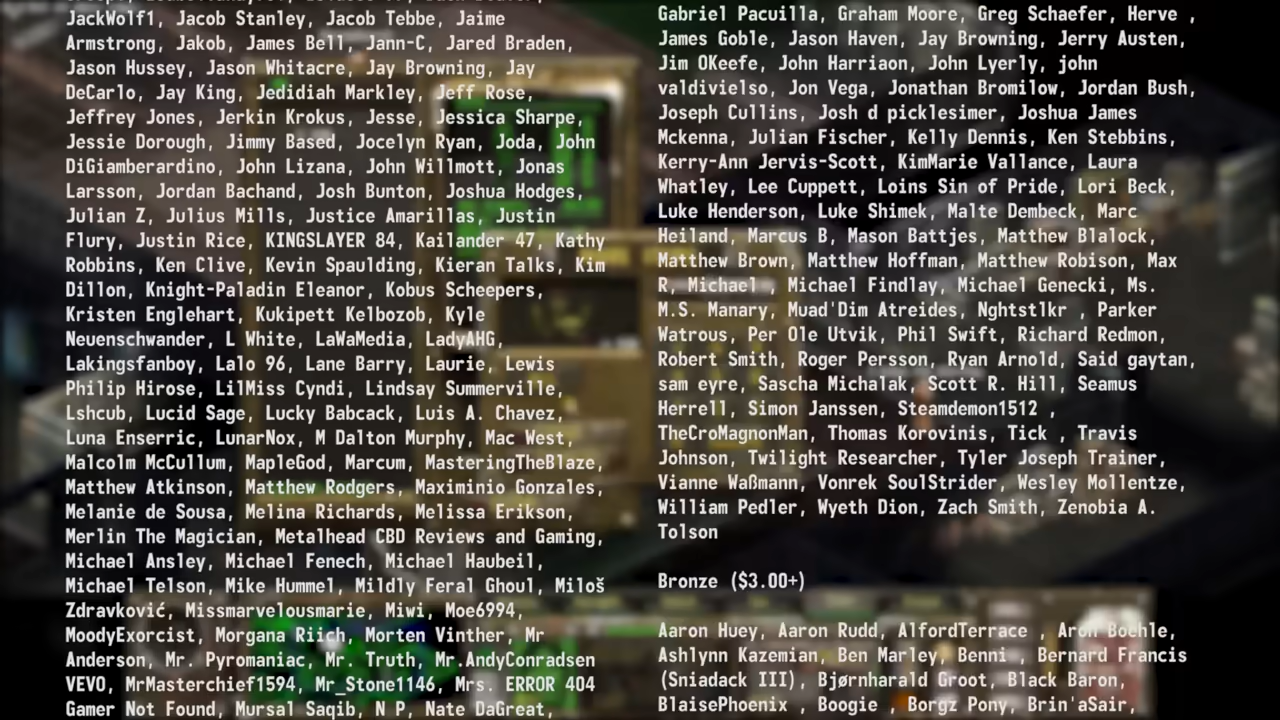 JackWolf1, Jacob Stanley, Jacob Tebbe, Jaime
Armstrong, Jakob, James Bell, Jann-C, Jared Braden,
Jason Hussey, Jason Whitacre, Jay Browning, Jay
DeCarlo, Jay King, Jedidiah Markley, Jeff Rose,
Jeffrey Jones, Jerkin Krokus, Jesse, Jessica Sharpe,
Jessie Dorough, Jimmy Based, Jocelyn Ryan, Joda, John
DiGiamberardino, John Lizana, John Willmott, Jonas
Larsson, Jordan Bachand, Josh Bunton, Joshua Hodges,
Julian Z, Julius Mills, Justice Amarillas, Justin
Flury, Justin Rice, KINGSLAYER 84, Kailander 47, Kathy
Robbins, Ken Clive, Kevin Spaulding, Kieran Talks, Kim
Dillon, Knight-Paladin Eleanor, Kobus Scheepers,
Kristen Englehart, Kukipett Kelbozob, Kyle
Neuenschwander, L White, LaWaMedia, LadyAHG,
Lakingsfanboy, Lalo 96, Lane Barry, Laurie, Lewis
Philip Hirose, LilMiss Cyndi, Lindsay Summerville,
Lshcub, Lucid Sage, Lucky Babcack, Luis A. Chavez,
Luna Enserric, LunarNox, M Dalton Murphy, Mac West,
Malcolm McCullum, MapleGod, Marcum, MasteringTheBlaze,
Matthew Atkinson, Matthew Rodgers, Maximinio Gonzales,
Melanie de Sousa, Melina Richards, Melissa Erikson,
Merlin The Magician, Metalhead CBD Reviews and Gaming,
Michael Ansley, Michael Fenech, Michael Haubeil,
Michael Telson, Mike Hummel, Mildly Feral Ghoul, Miloš
Zdravković, Missmarvelousmarie, Miwi, Moe6994,
MoodyExorcist, Morgana Riich, Morten Vinther, Mr
Anderson, Mr. Pyromaniac, Mr. Truth, Mr.AndyConradsen
VEVO, MrMasterchief1594, Mr_Stone1146, Mrs. ERROR 404
Gamer Not Found, Mursal Saqib, N P, Nate DaGreat,
Gabriel Pacuilla, Graham Moore, Greg Schaefer, Herve ,
James Goble, Jason Haven, Jay Browning, Jerry Austen,
Jim OKeefe, John Harriaon, John Lyerly, john
valdivielso, Jon Vega, Jonathan Bromilow, Jordan Bush,
Joseph Cullins, Josh d picklesimer, Joshua James
Mckenna, Julian Fischer, Kelly Dennis, Ken Stebbins,
Kerry-Ann Jervis-Scott, KimMarie Vallance, Laura
Whatley, Lee Cuppett, Loins Sin of Pride, Lori Beck,
Luke Henderson, Luke Shimek, Malte Dembeck, Marc
Heiland, Marcus B, Mason Battjes, Matthew Blalock,
Matthew Brown, Matthew Hoffman, Matthew Robison, Max
R, Michael , Michael Findlay, Michael Genecki, Ms.
M.S. Manary, Muad'Dim Atreides, Nghtstlkr , Parker
Watrous, Per Ole Utvik, Phil Swift, Richard Redmon,
Robert Smith, Roger Persson, Ryan Arnold, Said gaytan,
sam eyre, Sascha Michalak, Scott R. Hill, Seamus
Herrell, Simon Janssen, Steamdemon1512 ,
TheCroMagnonMan, Thomas Korovinis, Tick , Travis
Johnson, Twilight Researcher, Tyler Joseph Trainer,
Vianne Waßmann, Vonrek SoulStrider, Wesley Mollentze,
William Pedler, Wyeth Dion, Zach Smith, Zenobia A.
Tolson
Bronze ($3.00+)
Aaron Huey, Aaron Rudd, AlfordTerrace , Aron Boehle,
Ashlynn Kazemian, Ben Marley, Benni , Bernard Francis
(Sniadack III), Bjørnharald Groot, Black Baron,
BlaisePhoenix , Boogie , Borgz Pony, Brin'aSair,